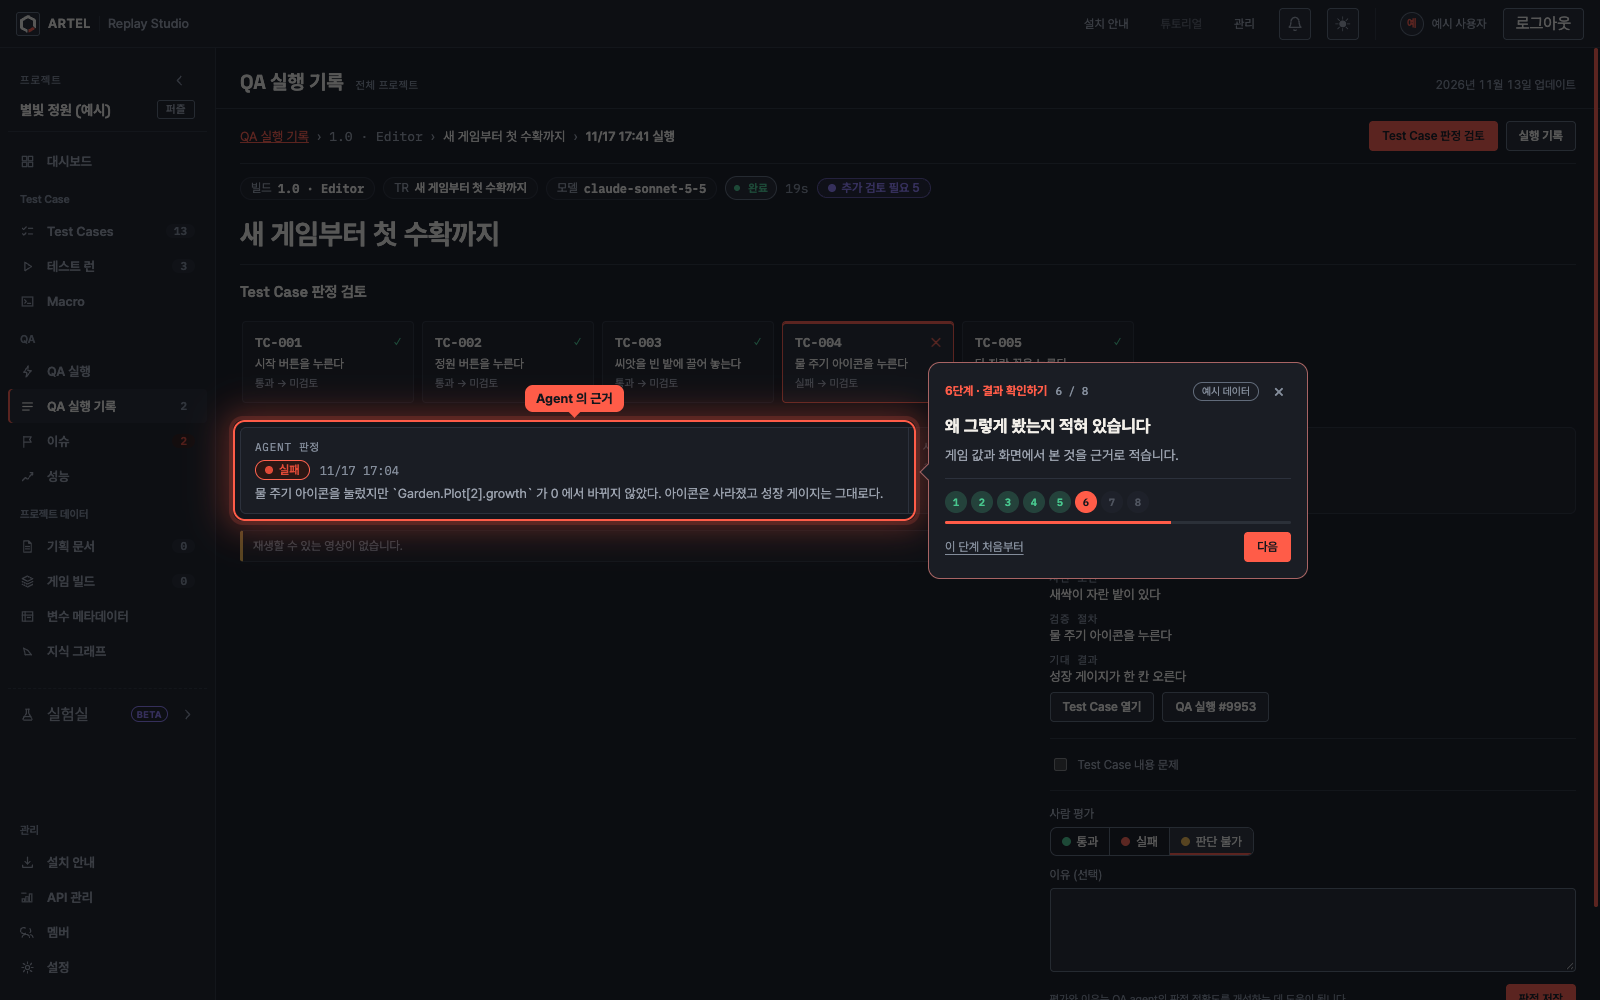 ARTEL
Replay Studio
설치 안내
튜토리얼
관리
예
예시 사용자
로그아웃
프로젝트
별빛 정원 (예시)
퍼즐
대시보드
Test Case
Test Cases
13
테스트 런
3
Macro
QA
QA 실행
QA 실행 기록
2
이슈
2
성능
프로젝트 데이터
기획 문서
0
게임 빌드
0
변수 메타데이터
지식 그래프
실험실
BETA
관리
설치 안내
API 관리
멤버
설정
QA 실행 기록
전체 프로젝트
2026년 11월 13일 업데이트
QA 실행 기록 › 1.0 · Editor › 새 게임부터 첫 수확까지 › 11/17 17:41 실행
Test Case 판정 검토
실행 기록
빌드 1.0 · Editor
TR 새 게임부터 첫 수확까지
모델 claude-sonnet-5-5
완료
19s
추가 검토 필요 5
새 게임부터 첫 수확까지
Test Case 판정 검토
TC-001
시작 버튼을 누른다
통과 → 미검토
TC-002
정원 버튼을 누른다
통과 → 미검토
TC-003
씨앗을 빈 밭에 끌어 놓는다
통과 → 미검토
TC-004
물 주기 아이콘을 누른다
실패 → 미검토
TC-005
Agent 의 근거
AGENT 판정
실패
11/17 17:04
물 주기 아이콘을 눌렀지만 `Garden.Plot[2].growth` 가 0 에서 바뀌지 않았다. 아이콘은 사라졌고 성장 게이지는 그대로다.
재생할 수 있는 영상이 없습니다.
6단계 · 결과 확인하기
6 / 8
예시 데이터
왜 그렇게 봤는지 적혀 있습니다
게임 값과 화면에서 본 것을 근거로 적습니다.
1 2 3 4 5 6 7 8
이 단계 처음부터
다음
새싹이 자란 밭이 있다
검증 절차
물 주기 아이콘을 누른다
기대 결과
성장 게이지가 한 칸 오른다
Test Case 열기
QA 실행 #9953
Test Case 내용 문제
사람 평가
통과
실패
판단 불가
이유 (선택)